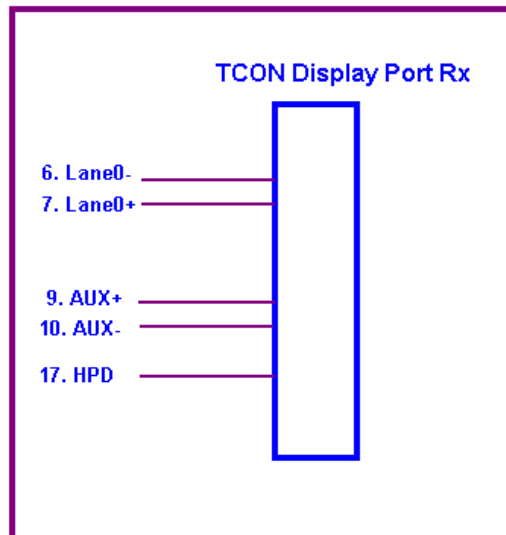 TCON Display Port Rx
6. Lane0-
7. Lane0+
9. AUX+
10. AUX-
17. HPD